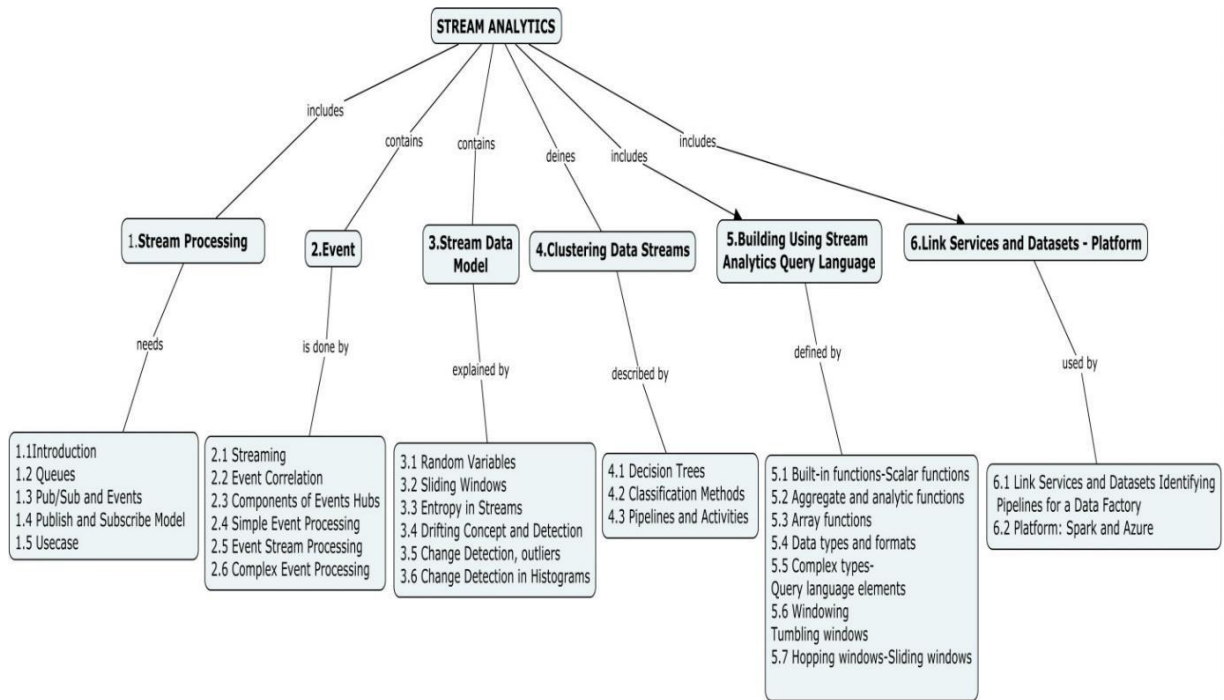 STREAM ANALYTICS
includes
contains
contains
deines
includes
includes
1.Stream Processing
2.Event
3.Stream Data
Model
4.Clustering Data Streams
5.Building Using Stream
Analytics Query Language
6.Link Services and Datasets - Platform
needs
is done by
explained by
described by
defined by
used by
1.1Introduction
1.2 Queues
1.3 Pub/Sub and Events
1.4 Publish and Subscribe Model
1.5 Usecase
2.1 Streaming
2.2 Event Correlation
2.3 Components of Events Hubs
2.4 Simple Event Processing
2.5 Event Stream Processing
2.6 Complex Event Processing
3.1 Random Variables
3.2 Sliding Windows
3.3 Entropy in Streams
3.4 Drifting Concept and Detection
3.5 Change Detection, outliers
3.6 Change Detection in Histograms
4.1 Decision Trees
4.2 Classification Methods
4.3 Pipelines and Activities
5.1 Built-in functions-Scalar functions
5.2 Aggregate and analytic functions
5.3 Array functions
5.4 Data types and formats
5.5 Complex types-
Query language elements
5.6 Windowing
Tumbling windows
5.7 Hopping windows-Sliding windows
6.1 Link Services and Datasets Identifying
Pipelines for a Data Factory
6.2 Platform: Spark and Azure